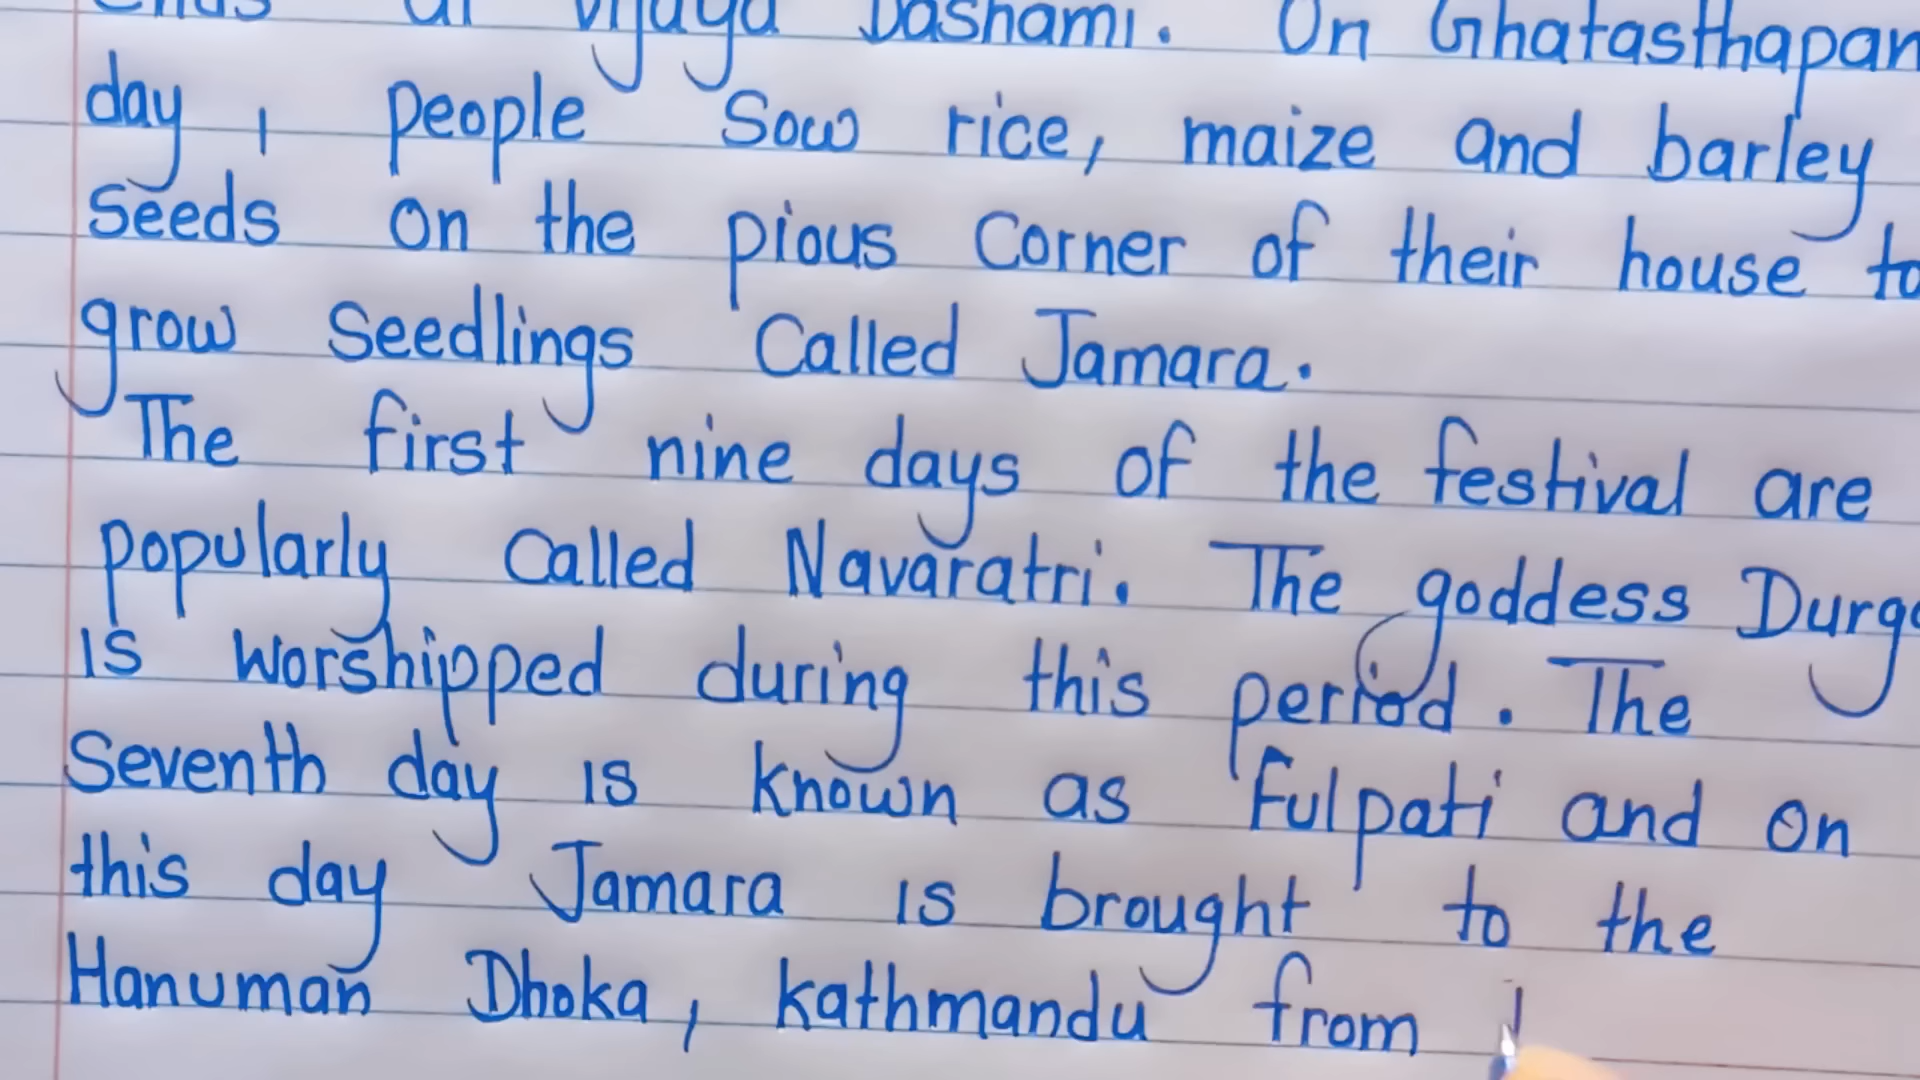 ends at Vijaya Dashami. On Ghatasthapan
day, people Sow rice, maize and barley
Seeds on the pious Corner of their house to
grow Seedlings Called Jamara.
The first nine days of the festival are
popularly Called Navaratri. The goddess Durga
is worshipped during this period. The
Seventh day is known as Fulpati and on
this day Jamara is brought to the
Hanuman Dhoka, Kathmandu from